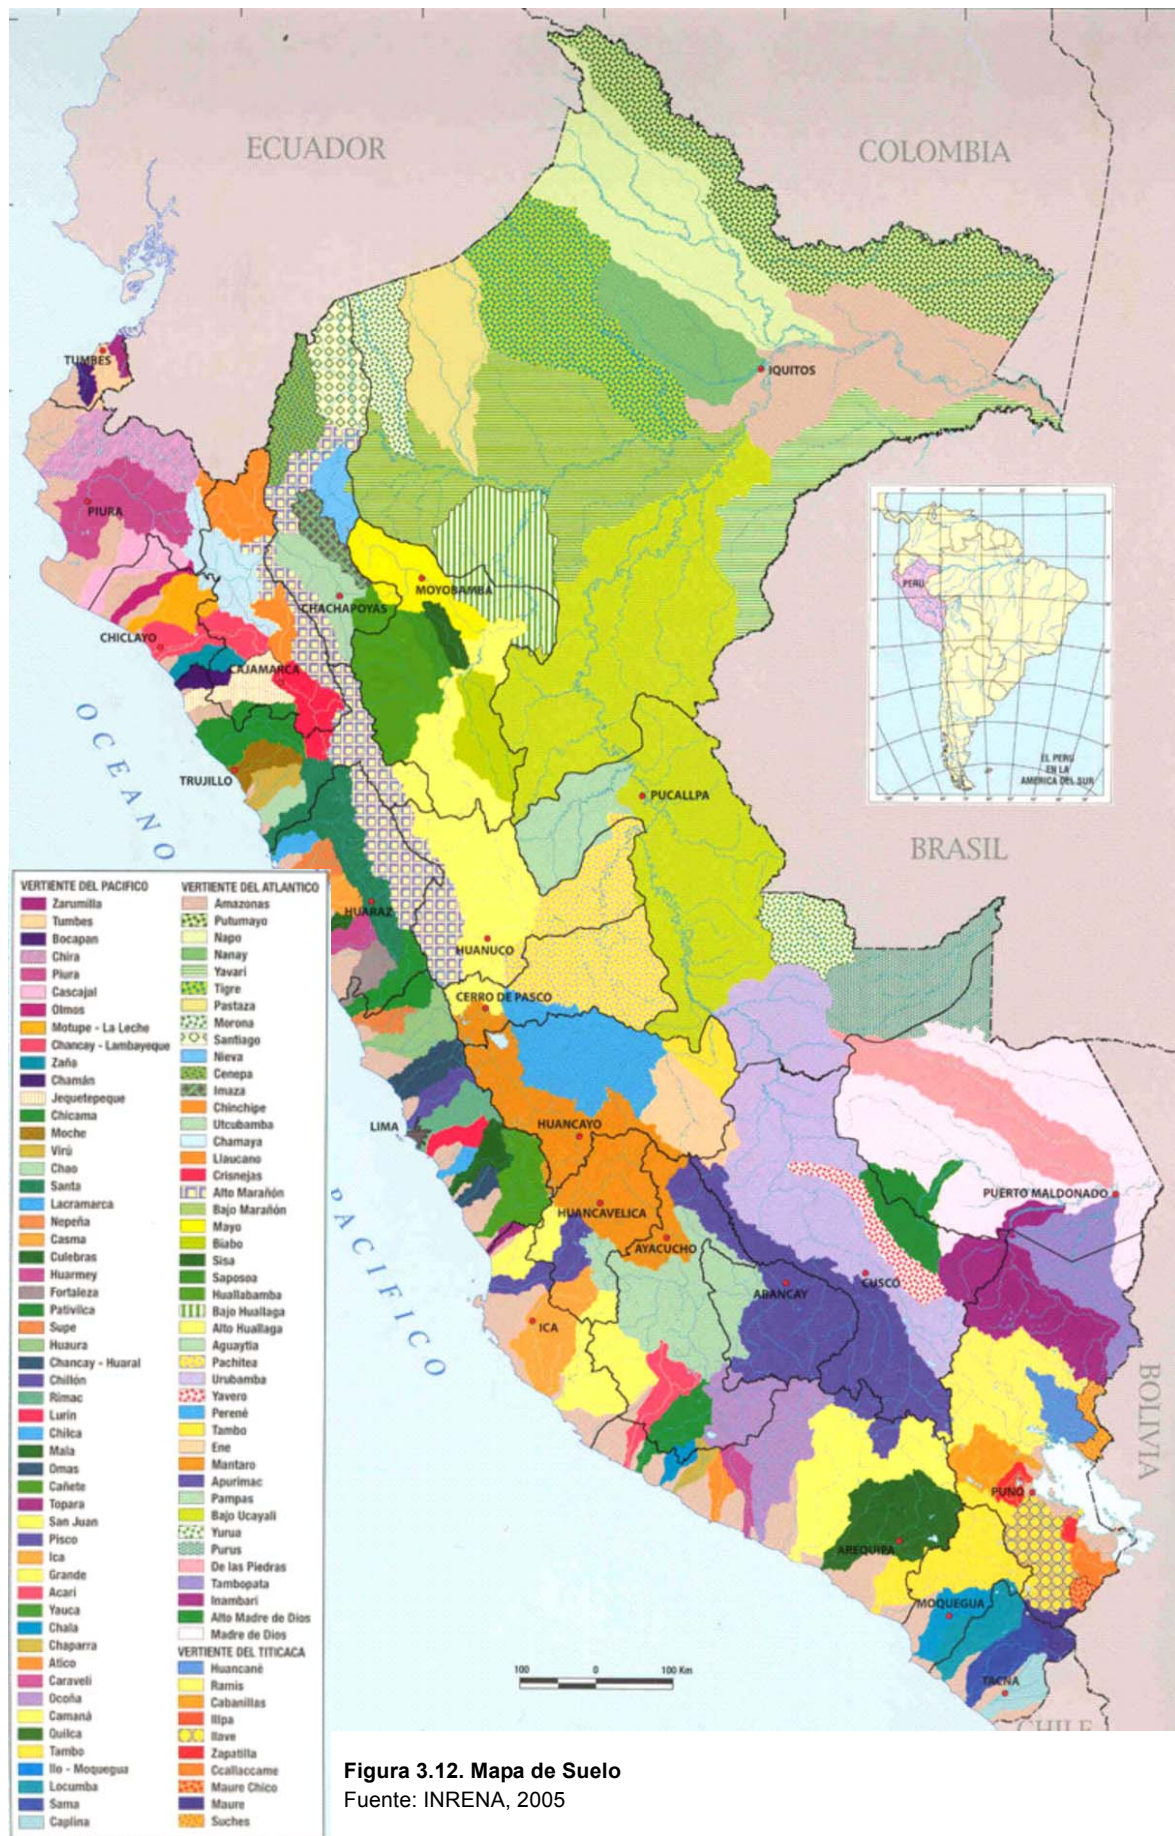 ECUADOR
COLOMBIA
TUMBES
IQUITOS
PIURA
PERU
MOYOBAMBA
CHACHAPOYAS
CHICLAYO
CAJAMARCA
OCEANO
PACIFICO
TRUJILLO
EL PERU
EN LA
AMERICA DEL SUR
PUCALLPA
BRASIL
HUARAZ
HUANUCO
CERRO DE PASCO
LIMA
HUANCAYO
PUERTO MALDONADO
HUANCAVELICA
AYACUCHO
CUSCO
ABANCAY
ICA
BOLIVIA
PUNO
AREQUIPA
MOQUEGUA
TACNA
CHILE
100 0 100 Km
VERTIENTE DEL PACIFICO
Zarumilla
Tumbes
Bocapan
Chira
Piura
Cascajal
Olmos
Motupe - La Leche
Chancay - Lambayeque
Zaña
Chamán
Jequetepeque
Chicama
Moche
Virú
Chao
Santa
Lacramarca
Nepeña
Casma
Culebras
Huarmey
Fortaleza
Pativilca
Supe
Huaura
Chancay - Huaral
Chillón
Rimac
Lurin
Chilca
Mala
Omas
Cañete
Topara
San Juan
Pisco
Ica
Grande
Acari
Yauca
Chala
Chaparra
Atico
Caraveli
Ocoña
Camaná
Quilca
Tambo
Ilo - Moquegua
Locumba
Sama
Caplina
VERTIENTE DEL ATLANTICO
Amazonas
Putumayo
Napo
Nanay
Yavari
Tigre
Pastaza
Morona
Santiago
Nieva
Cenepa
Imaza
Chinchipe
Utcubamba
Chamaya
Llaucano
Crisnejas
Alto Marañón
Bajo Marañón
Mayo
Biabo
Sisa
Saposoa
Huallabamba
Bajo Huallaga
Alto Huallaga
Aguaytia
Pachitea
Urubamba
Yavero
Perené
Tambo
Ene
Mantaro
Apurimac
Pampas
Bajo Ucayali
Yurua
Purus
De las Piedras
Tambopata
Inambari
Alto Madre de Dios
Madre de Dios
VERTIENTE DEL TITICACA
Huancané
Ramis
Cabanillas
Illpa
Ilave
Zapatilla
Ccallaccame
Maure Chico
Maure
Suches
Figura 3.12. Mapa de Suelo
Fuente: INRENA, 2005